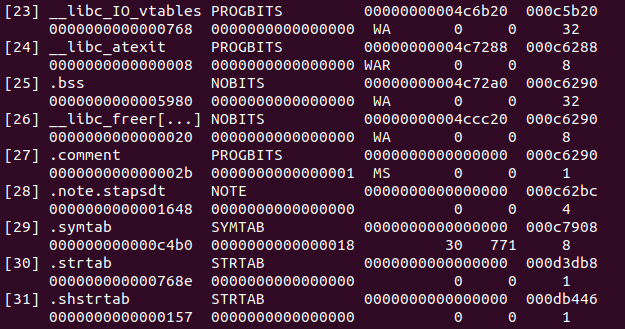 [23] __libc_IO_vtables PROGBITS 00000000004c6b20 000c5b20
0000000000000768 0000000000000000 WA 0 0 32
[24] __libc_atexit PROGBITS 00000000004c7288 000c6288
0000000000000008 0000000000000000 WAR 0 0 8
[25] .bss NOBITS 00000000004c72a0 000c6290
0000000000005980 0000000000000000 WA 0 0 32
[26] __libc_freer[...] NOBITS 00000000004ccc20 000c6290
0000000000000020 0000000000000000 WA 0 0 8
[27] .comment PROGBITS 0000000000000000 000c6290
000000000000002b 0000000000000001 MS 0 0 1
[28] .note.stapsdt NOTE 0000000000000000 000c62bc
0000000000001648 0000000000000000 0 0 4
[29] .symtab SYMTAB 0000000000000000 000c7908
000000000000c4b0 0000000000000018 30 771 8
[30] .strtab STRTAB 0000000000000000 000d3db8
000000000000768e 0000000000000000 0 0 1
[31] .shstrtab STRTAB 0000000000000000 000db446
0000000000000157 0000000000000000 0 0 1